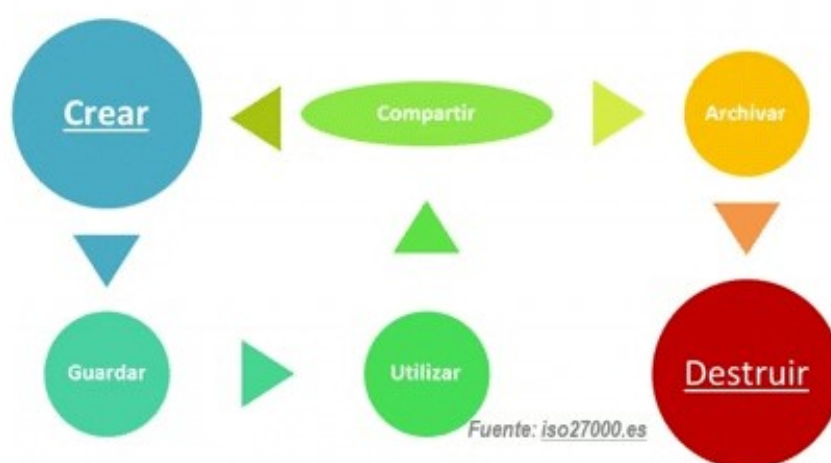 Crear
Compartir
Archivar
Guardar
Utilizar
Destruir
Fuente: iso27000.es